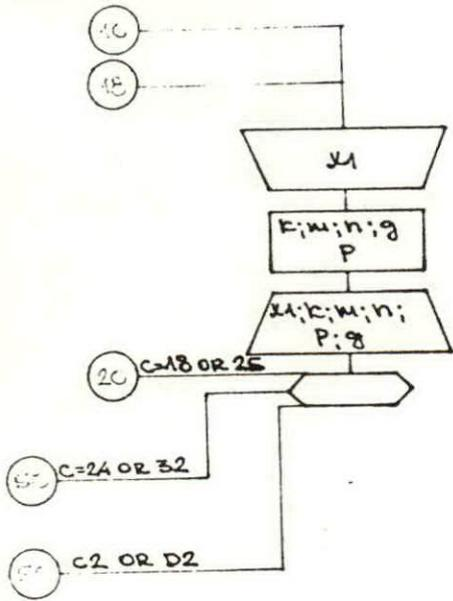 1C
1E
x1
k; m; n; g
P
x1; k; m; n;
P; g
2C C=18 OR 25
C=24 OR 32
C2 OR D2